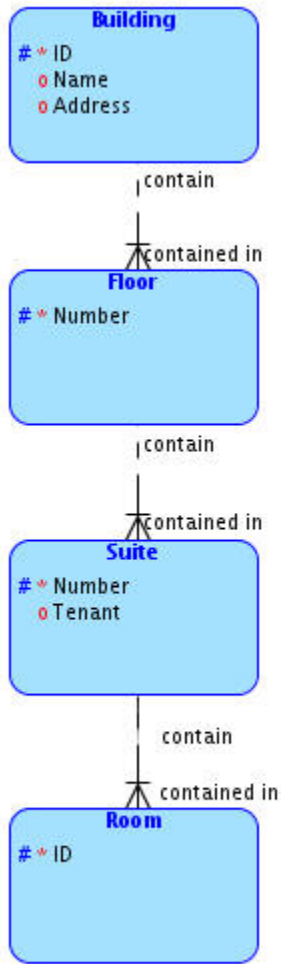 Building
# * ID
o Name
o Address
contain
contained in
Floor
# * Number
contain
contained in
Suite
# * Number
o Tenant
contain
contained in
Room
# * ID